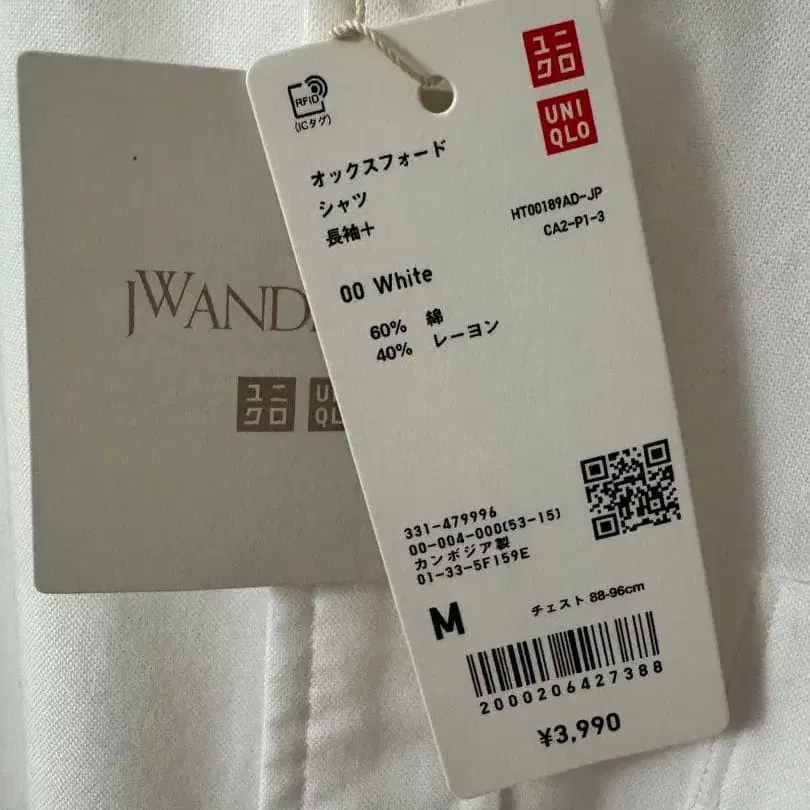 RFID
(ICタグ)
ユニ
クロ
UNI
QLO
オックスフォード
シャツ
長袖+
HT00189AD-JP
CA2-P1-3
00 White
60% 綿
40% レーヨン
331-479996
00-004-000(53-15)
カンボジア製
01-33-5F159E
M
チェスト 88-96cm
2000206427388
¥3,990
JWAND
ユニ
クロ